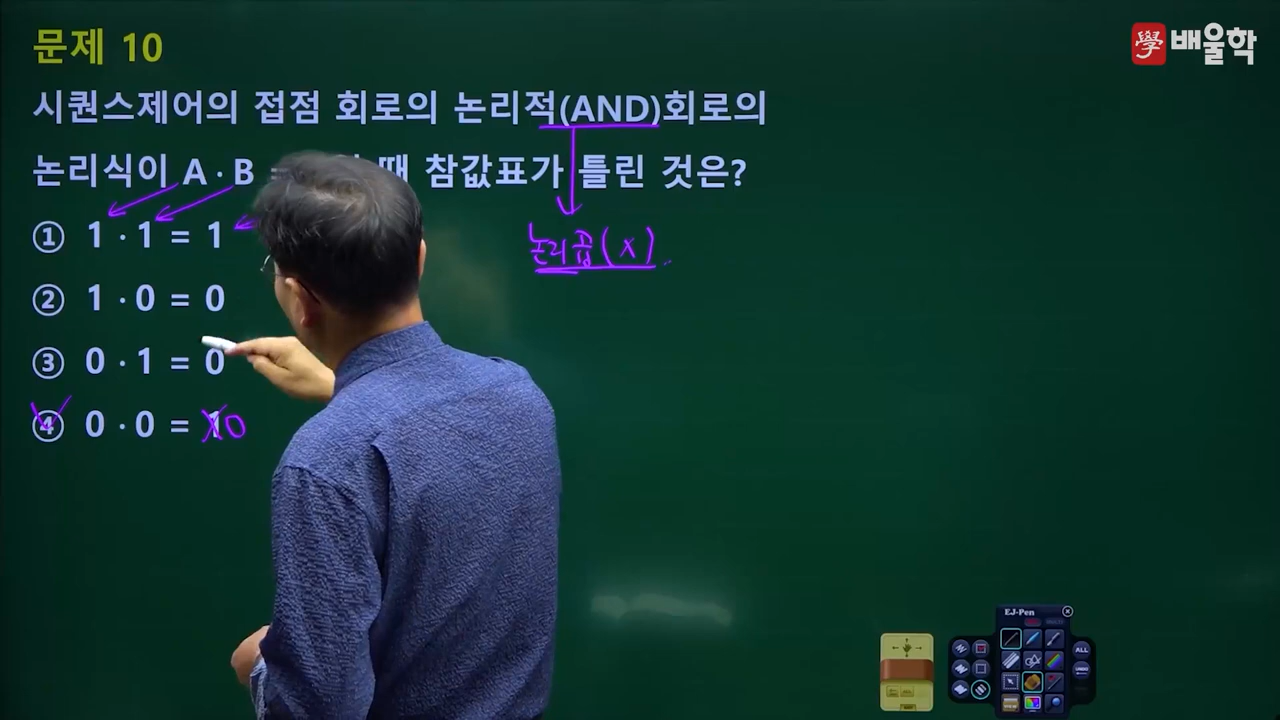 문제 10
學 배울학
시퀀스제어의 접점 회로의 논리적(AND)회로의
논리식이 A · B = 때 참값표가 틀린 것은?
① 1 · 1 = 1
논리곱(×)
② 1 · 0 = 0
③ 0 · 1 = 0
④ 0 · 0 = 1 0
EJ-Pen
ALL
UNDO